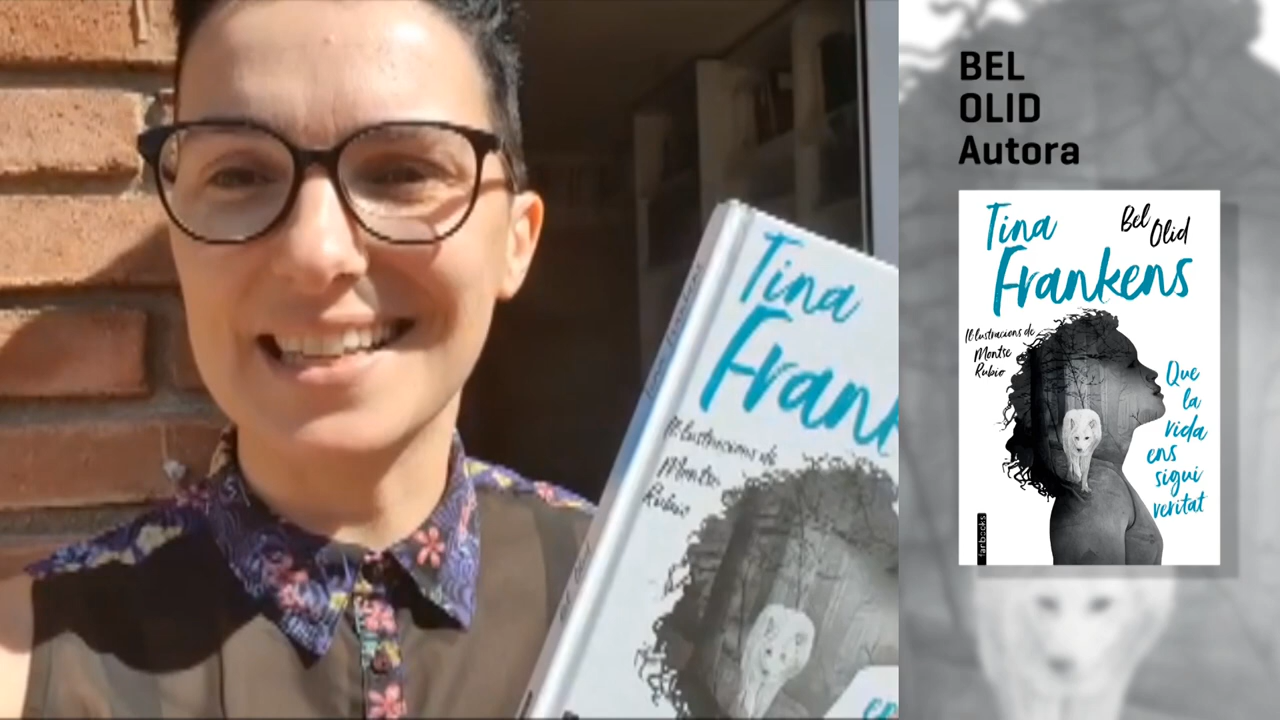 BEL
OLID
Autora
Tina
Frankens
Bel
Olid
Il·lustracions de
Montse
Rubio
Que
la
vida
ens
sigui
veritat
fanbooks
Tina
Frank
Il·lustracions de
Montse
Rubio